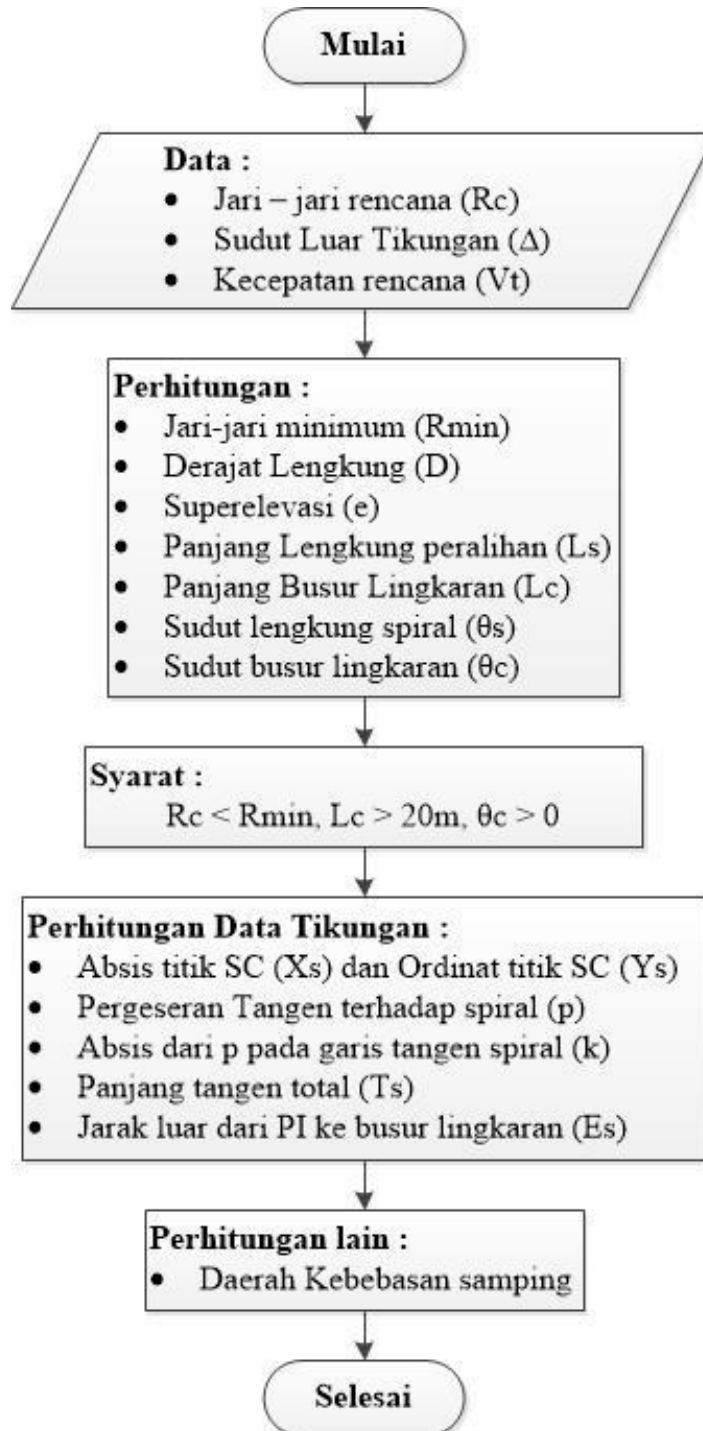 Mulai
Data :
• Jari – jari rencana (Rc)
• Sudut Luar Tikungan (Δ)
• Kecepatan rencana (Vt)
Perhitungan :
• Jari-jari minimum (Rmin)
• Derajat Lengkung (D)
• Superelevasi (e)
• Panjang Lengkung peralihan (Ls)
• Panjang Busur Lingkaran (Lc)
• Sudut lengkung spiral (θs)
• Sudut busur lingkaran (θc)
Syarat :
Rc < Rmin, Lc > 20m, θc > 0
Perhitungan Data Tikungan :
• Absis titik SC (Xs) dan Ordinat titik SC (Ys)
• Pergeseran Tangen terhadap spiral (p)
• Absis dari p pada garis tangen spiral (k)
• Panjang tangen total (Ts)
• Jarak luar dari PI ke busur lingkaran (Es)
Perhitungan lain :
• Daerah Kebebasan samping
Selesai